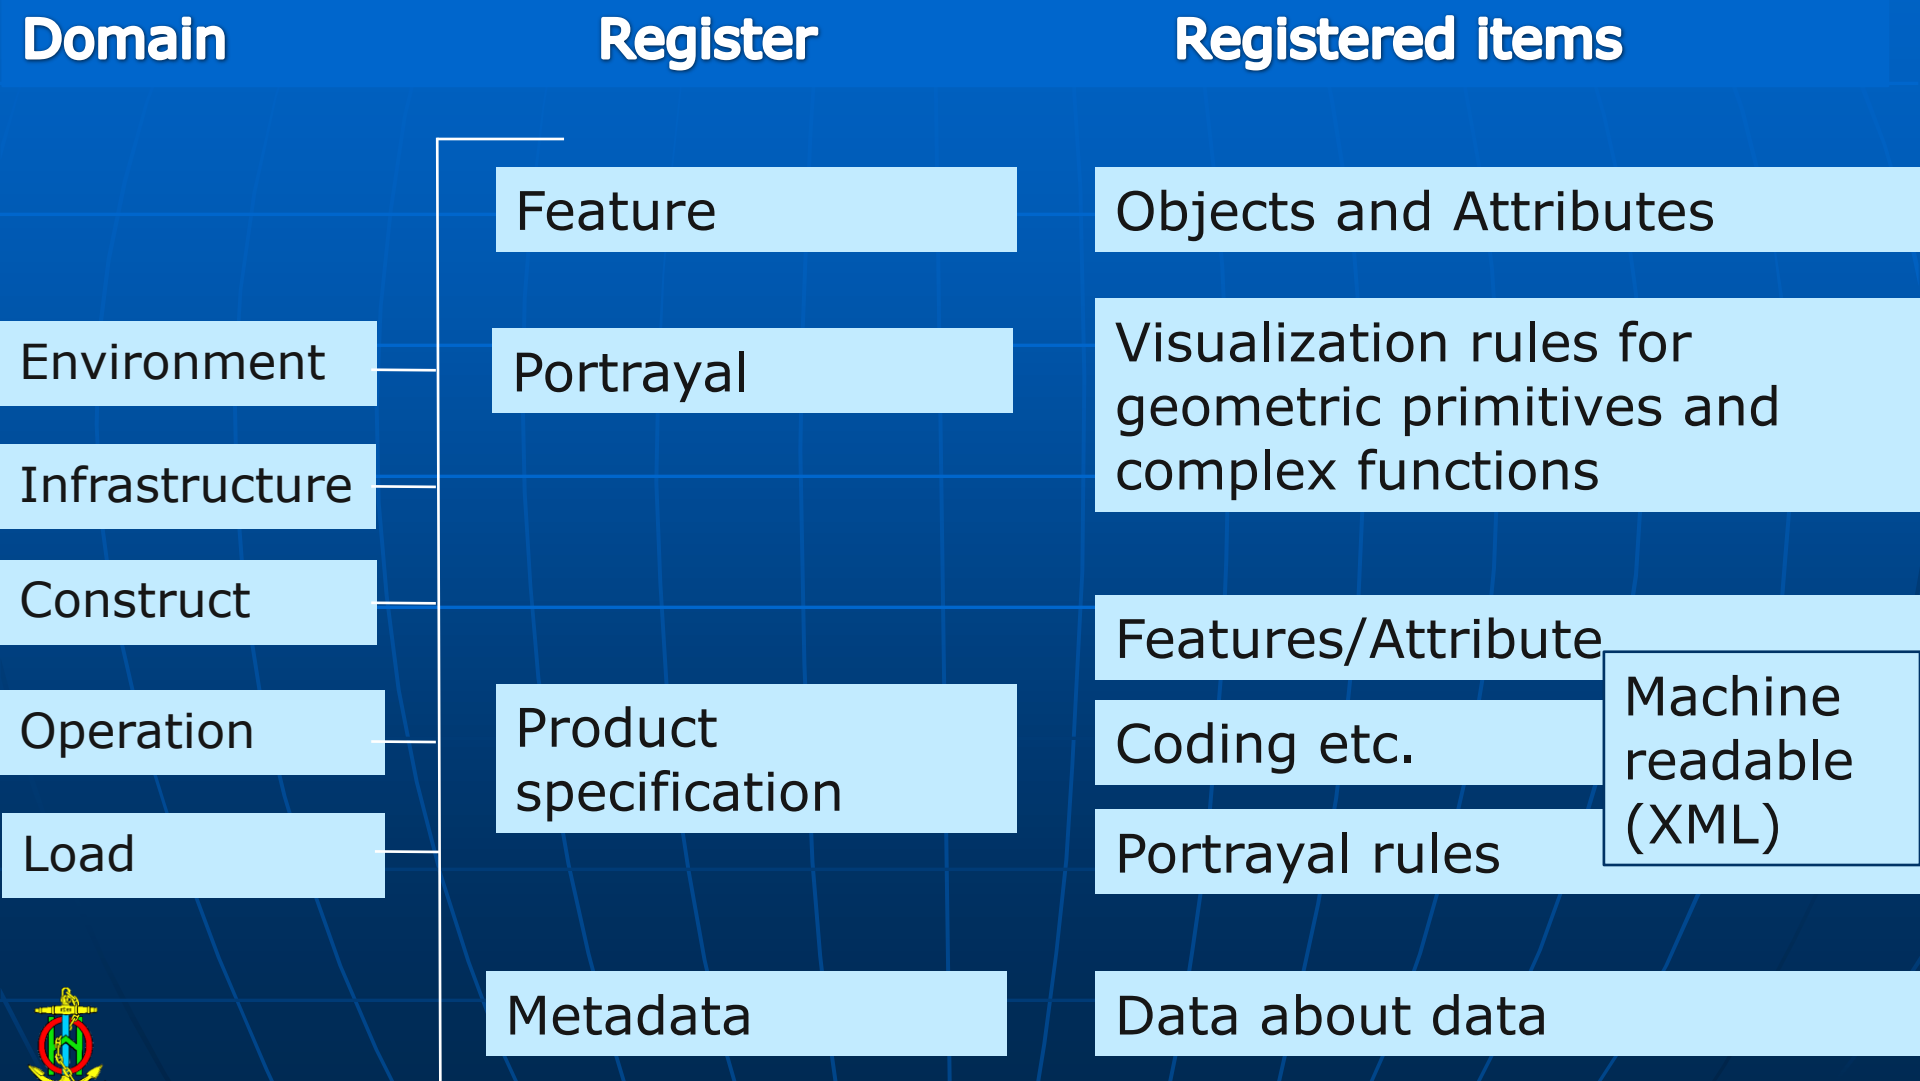 Domain
Register
Registered items
Feature
Objects and Attributes
Environment
Portrayal
Visualization rules for
geometric primitives and
complex functions
Infrastructure
Construct
Features/Attribute
Operation
Product
specification
Coding etc.
Machine
readable
(XML)
Load
Portrayal rules
Metadata
Data about data